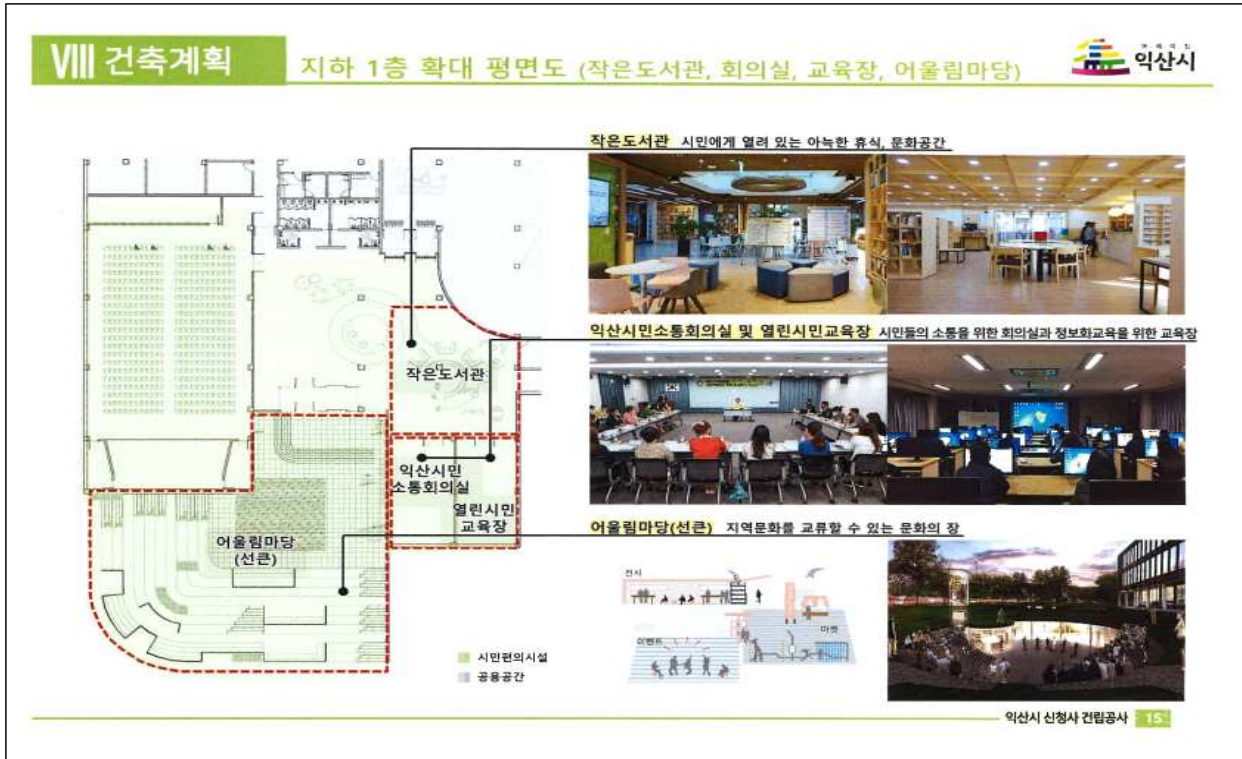 VIII 건축계획
지하 1층 확대 평면도 (작은도서관, 회의실, 교육장, 어울림마당)
익산시
작은도서관 시민에게 열려 있는 아늑한 휴식, 문화공간
익산시민소통회의실 및 열린시민교육장 시민들의 소통을 위한 회의실과 정보화교육을 위한 교육장
작은도서관
익산시민
소통회의실
열린시민
교육장
어울림마당
(선큰)
어울림마당(선큰) 지역문화를 교류할 수 있는 문화의 장
전시
마켓
이벤트
시민편의시설
공용공간
익산시 신청사 건립공사 15